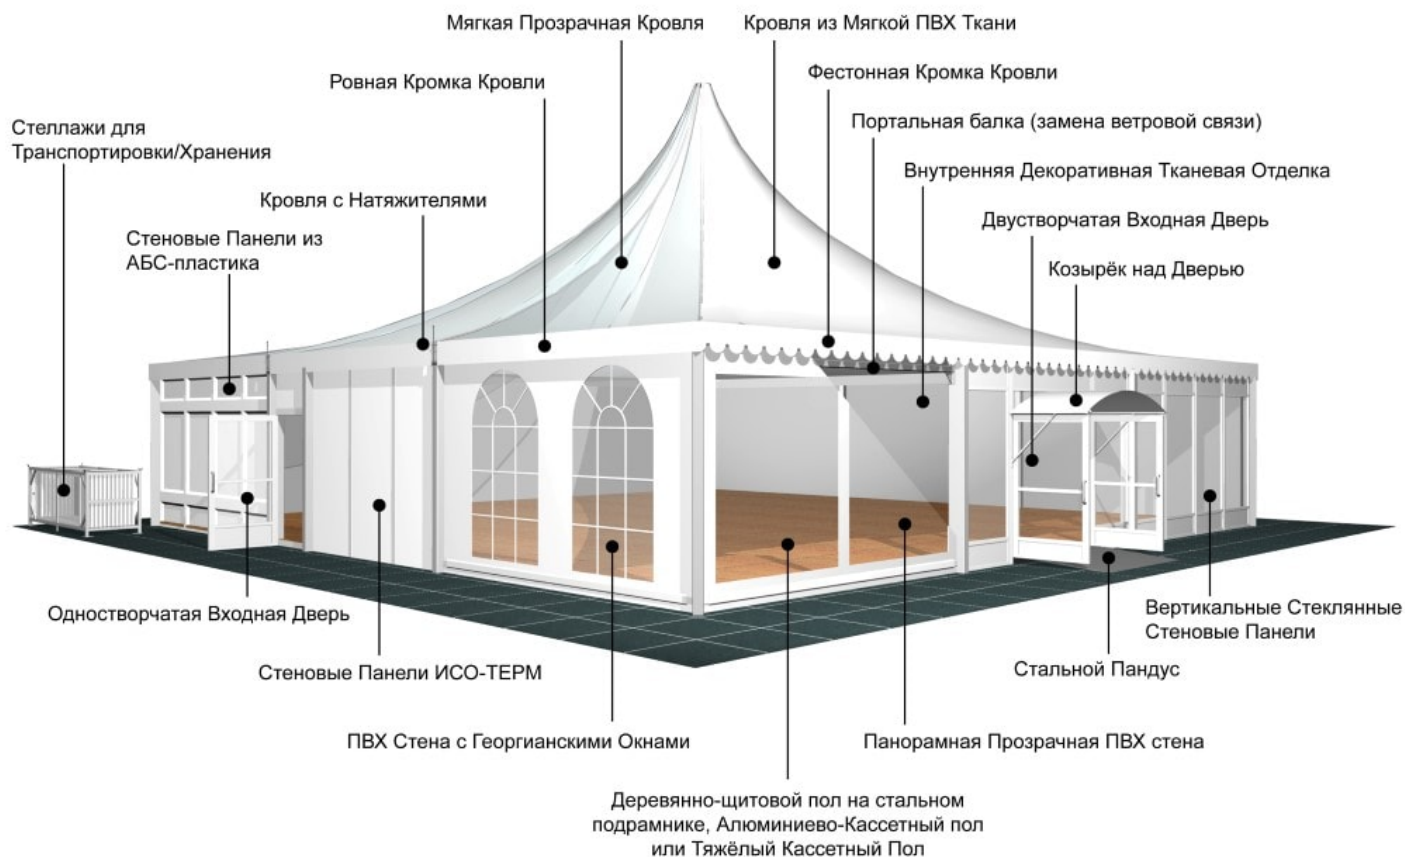 Мягкая Прозрачная Кровля
Кровля из Мягкой ПВХ Ткани
Ровная Кромка Кровли
Фестонная Кромка Кровли
Стеллажи для
Транспортировки/Хранения
Портальная балка (замена ветровой связи)
Внутренняя Декоративная Тканевая Отделка
Кровля с Натяжителями
Двустворчатая Входная Дверь
Стеновые Панели из
АБС-пластика
Козырёк над Дверью
Одностворчатая Входная Дверь
Вертикальные Стеклянные
Стеновые Панели
Стеновые Панели ИСО-ТЕРМ
Стальной Пандус
ПВХ Стена с Георгианскими Окнами
Панорамная Прозрачная ПВХ стена
Деревянно-щитовой пол на стальном
подрамнике, Алюминиево-Кассетный пол
или Тяжёлый Кассетный Пол